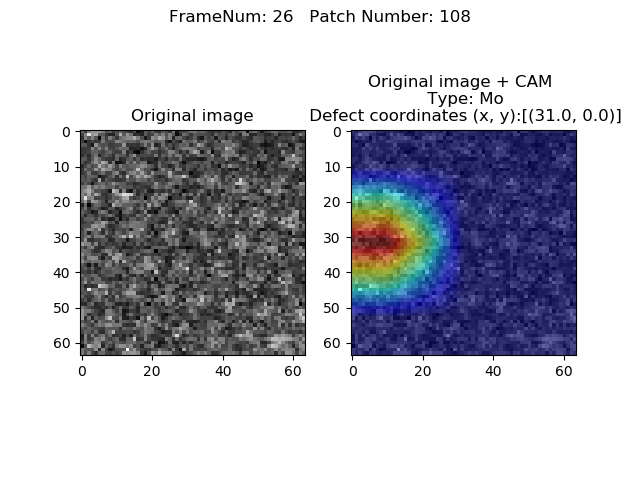 FrameNum: 26   Patch Number: 108
Original image
0
10
20
30
40
50
60
0 20 40 60
Original image + CAM
Type: Mo
Defect coordinates (x, y):[(31.0, 0.0)]
0
10
20
30
40
50
60
0 20 40 60